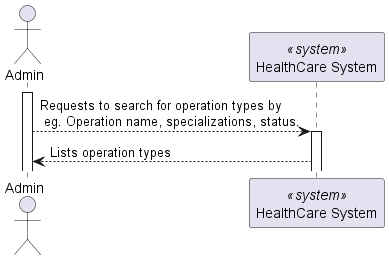 Admin
«system»
HealthCare System
Requests to search for operation types by
eg. Operation name, specializations, status.
Lists operation types
Admin
«system»
HealthCare System